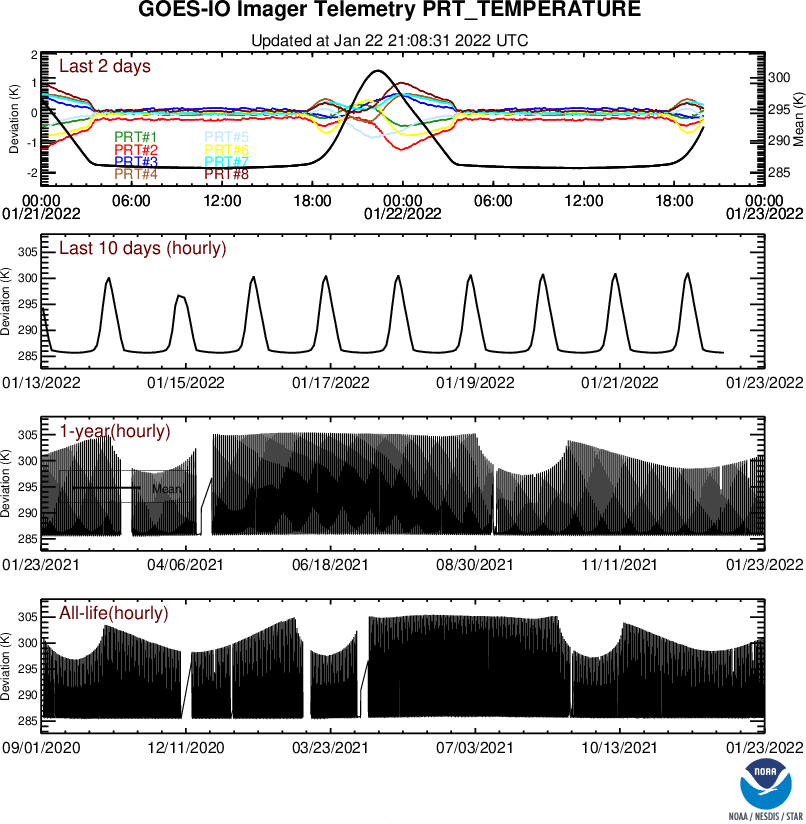 GOES-IO Imager Telemetry PRT_TEMPERATURE
Updated at Jan 22 21:08:31 2022 UTC
Last 2 days
Deviation (K)
2
1
0
-1
-2
Mean (K)
300
295
290
285
PRT#1 PRT#5
PRT#2 PRT#6
PRT#3 PRT#7
PRT#4 PRT#8
00:00 06:00 12:00 18:00 00:00 06:00 12:00 18:00 00:00
01/21/2022 01/22/2022 01/23/2022
Last 10 days (hourly)
Deviation (K)
305
300
295
290
285
01/13/2022 01/15/2022 01/17/2022 01/19/2022 01/21/2022 01/23/2022
1-year(hourly)
Deviation (K)
305
300
295
290
285
Mean
01/23/2021 04/06/2021 06/18/2021 08/30/2021 11/11/2021 01/23/2022
All-life(hourly)
Deviation (K)
305
300
295
290
285
09/01/2020 12/11/2020 03/23/2021 07/03/2021 10/13/2021 01/23/2022
NOAA
NOAA / NESDIS / STAR